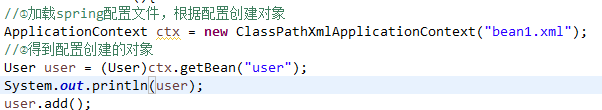 //①加载spring配置文件，根据配置创建对象
ApplicationContext ctx = new ClassPathXmlApplicationContext("bean1.xml");
//②得到配置创建的对象
User user = (User)ctx.getBean("user");
System.out.println(user);
user.add();